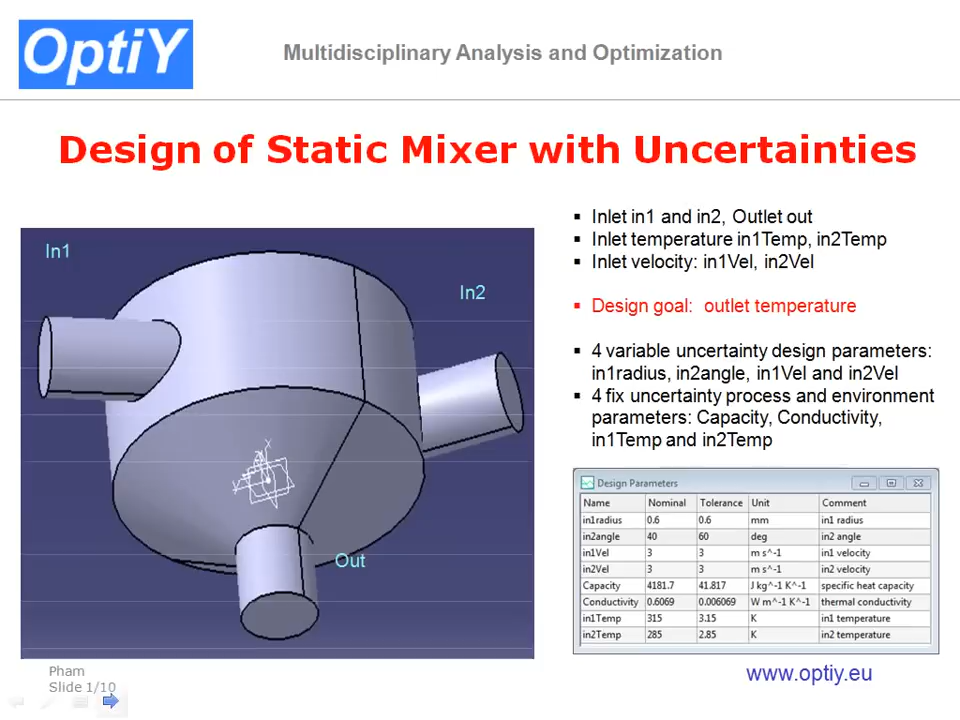 OptiY
Multidisciplinary Analysis and Optimization
Design of Static Mixer with Uncertainties
In1
In2
Out
Inlet in1 and in2, Outlet out
Inlet temperature in1Temp, in2Temp
Inlet velocity: in1Vel, in2Vel
Design goal: outlet temperature
4 variable uncertainty design parameters:
in1radius, in2angle, in1Vel and in2Vel
4 fix uncertainty process and environment
parameters: Capacity, Conductivity,
in1Temp and in2Temp
Design Parameters
Name Nominal Tolerance Unit Comment
in1radius 0.6 0.6 mm in1 radius
in2angle 40 60 deg in2 angle
in1Vel 3 3 m s^-1 in1 velocity
in2Vel 3 3 m s^-1 in2 velocity
Capacity 4181.7 41.817 J kg^-1 K^-1 specific heat capacity
Conductivity 0.6069 0.006069 W m^-1 K^-1 thermal conductivity
in1Temp 315 3.15 K in1 temperature
in2Temp 285 2.85 K in2 temperature
Pham
Slide 1/10
www.optiy.eu